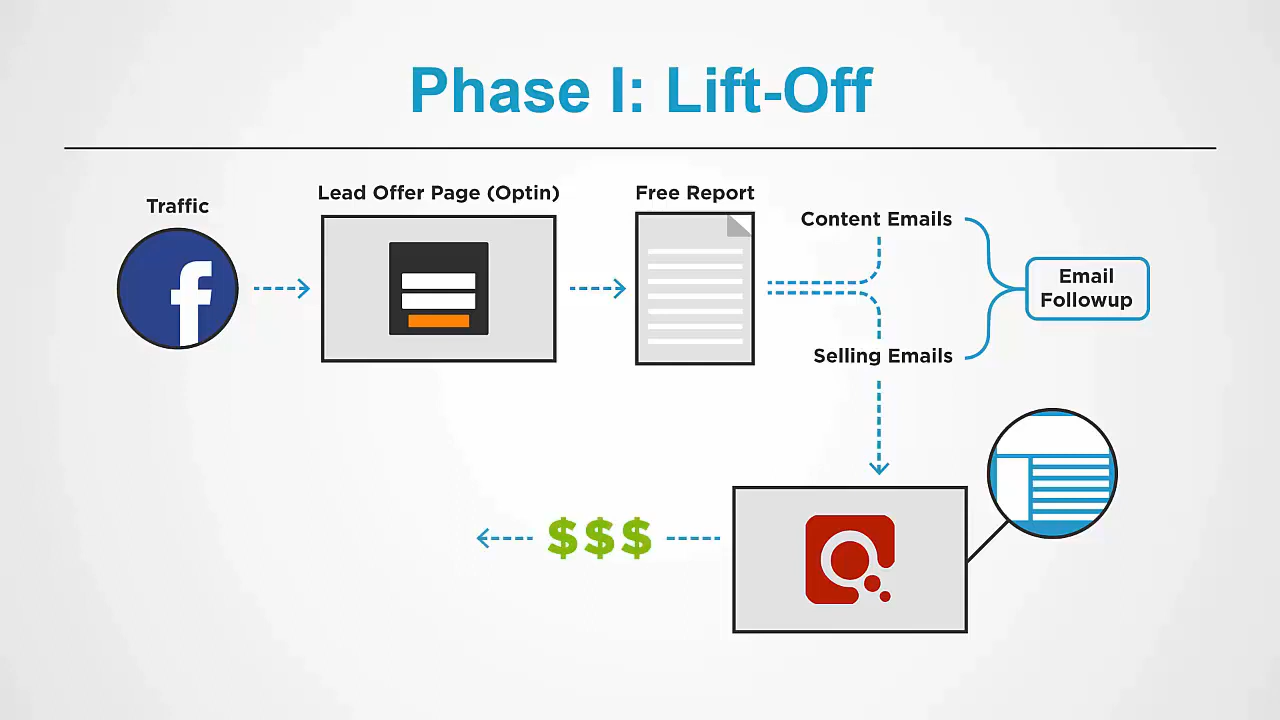 Phase I: Lift-Off
Traffic
Lead Offer Page (Optin)
Free Report
Content Emails
Email
Followup
Selling Emails
$$$